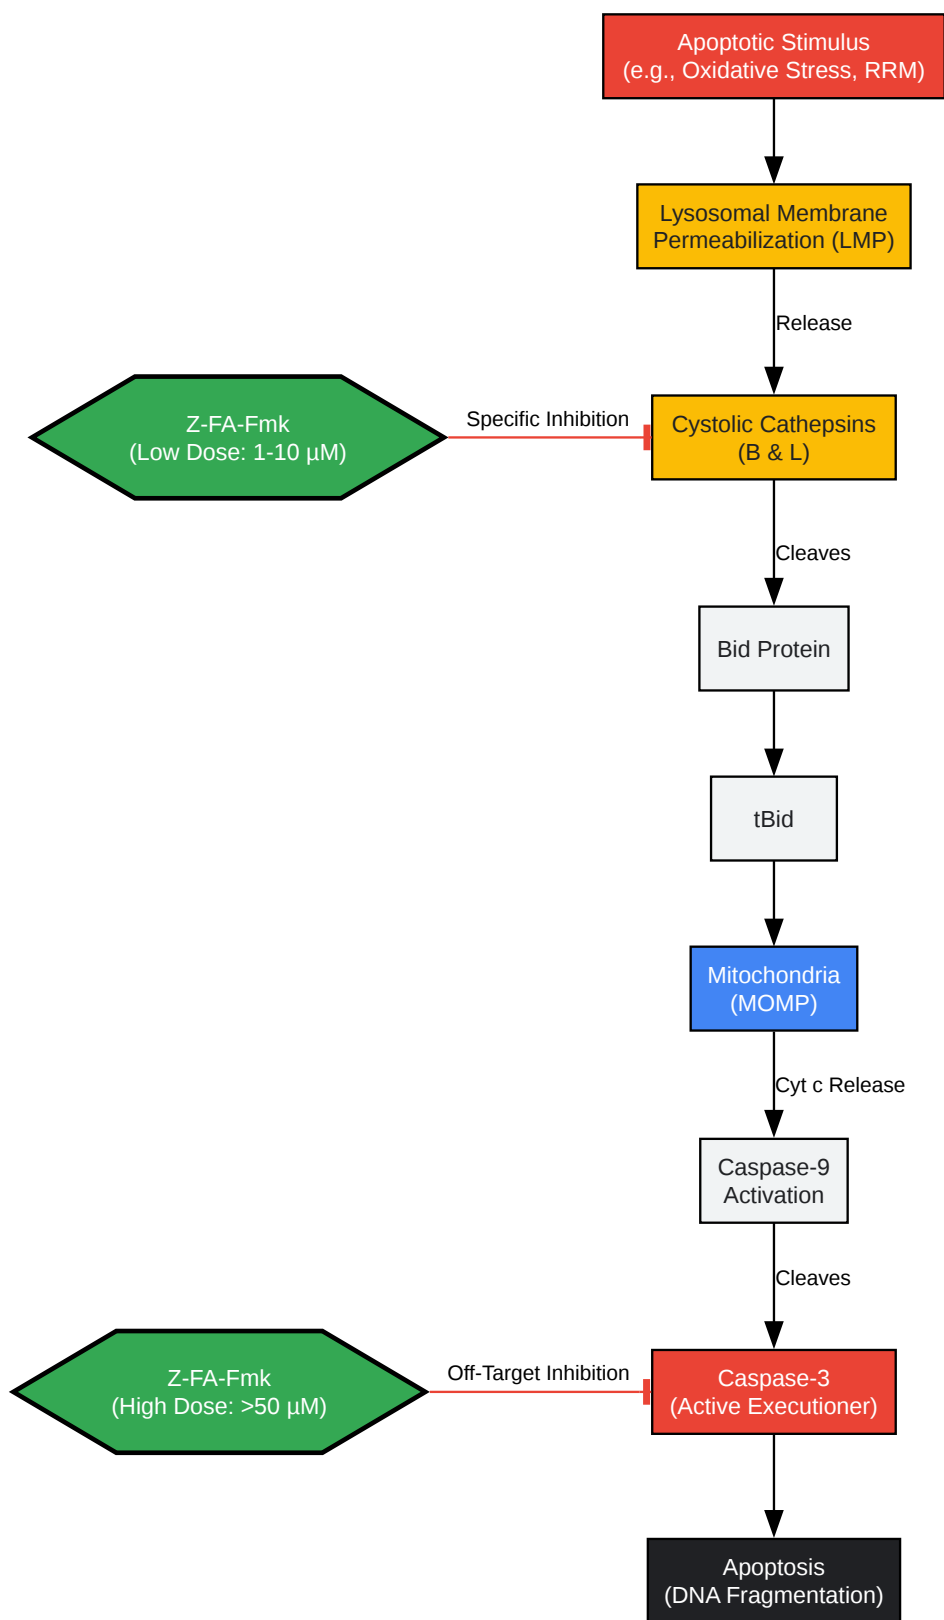 Apoptotic Stimulus
(e.g., Oxidative Stress, RRM)
Lysosomal Membrane
Permeabilization (LMP)
Release
Z-FA-Fmk
(Low Dose: 1-10 µM)
Specific Inhibition
Cystolic Cathepsins
(B & L)
Cleaves
Bid Protein
tBid
Mitochondria
(MOMP)
Cyt c Release
Caspase-9
Activation
Cleaves
Z-FA-Fmk
(High Dose: >50 µM)
Off-Target Inhibition
Caspase-3
(Active Executioner)
Apoptosis
(DNA Fragmentation)